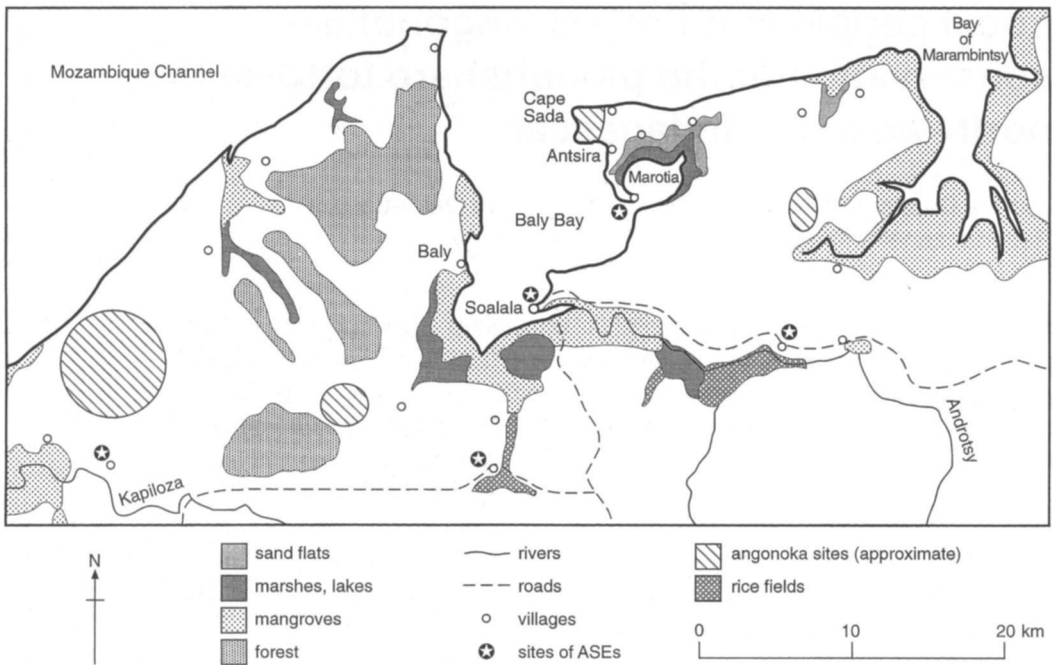 Mozambique Channel
Bay
of
Marambintsy
Cape
Sada
Antsira
Marotia
Baly Bay
Baly
Soalala
Androtsy
Kapiloza
N
sand flats
marshes, lakes
mangroves
forest
rivers
roads
villages
sites of ASEs
angonoka sites (approximate)
rice fields
0 10 20 km